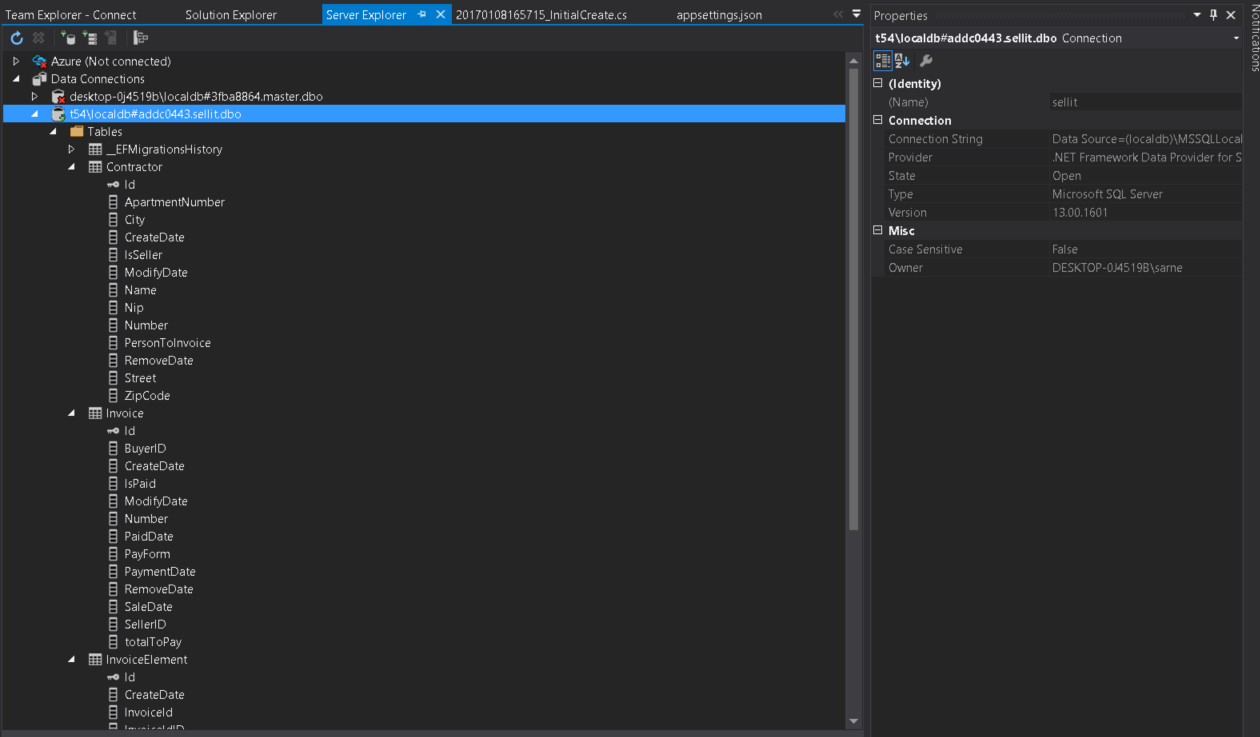 Team Explorer - Connect
Solution Explorer
Server Explorer
20170108165715_InitialCreate.cs
appsettings.json
Azure (Not connected)
Data Connections
desktop-0j4519b\localdb#3fba8864.master.dbo
t54\localdb#addc0443.sellit.dbo
Tables
__EFMigrationsHistory
Contractor
Id
ApartmentNumber
City
CreateDate
IsSeller
ModifyDate
Name
Nip
Number
PersonToInvoice
RemoveDate
Street
ZipCode
Invoice
Id
BuyerID
CreateDate
IsPaid
ModifyDate
Number
PaidDate
PayForm
PaymentDate
RemoveDate
SaleDate
SellerID
totalToPay
InvoiceElement
Id
CreateDate
InvoiceId
Properties
t54\localdb#addc0443.sellit.dbo Connection
(Identity)
(Name) sellit
Connection
Connection String Data Source=(localdb)\MSSQLLocal
Provider .NET Framework Data Provider for S
State Open
Type Microsoft SQL Server
Version 13.00.1601
Misc
Case Sensitive False
Owner DESKTOP-0J4519B\sarne
Notifications